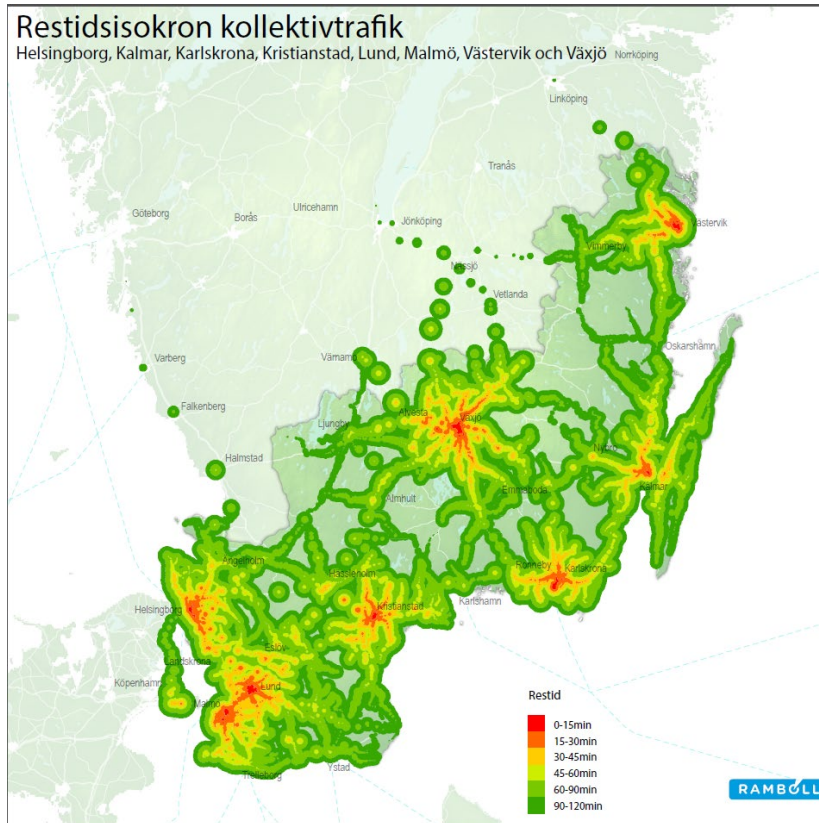 Restidsisokron kollektivtrafik
Helsingborg, Kalmar, Karlskrona, Kristianstad, Lund, Malmö, Västervik och Växjö
Norrköping
Linköping
Tranås
Ulricehamn
Göteborg
Borås
Jönköping
Västervik
Vimmerby
Nässjö
Vetlanda
Oskarshamn
Varberg
Värnamo
Falkenberg
Alvesta
Växjö
Ljungby
Nybro
Halmstad
Kalmar
Emmaboda
Älmhult
Ängelholm
Hässleholm
Ronneby
Karlskrona
Karlshamn
Helsingborg
Kristianstad
Eslöv
Landskrona
Köpenhamn
Lund
Malmö
Trelleborg
Ystad
Restid
0-15min
15-30min
30-45min
45-60min
60-90min
90-120min
RAMBOLL